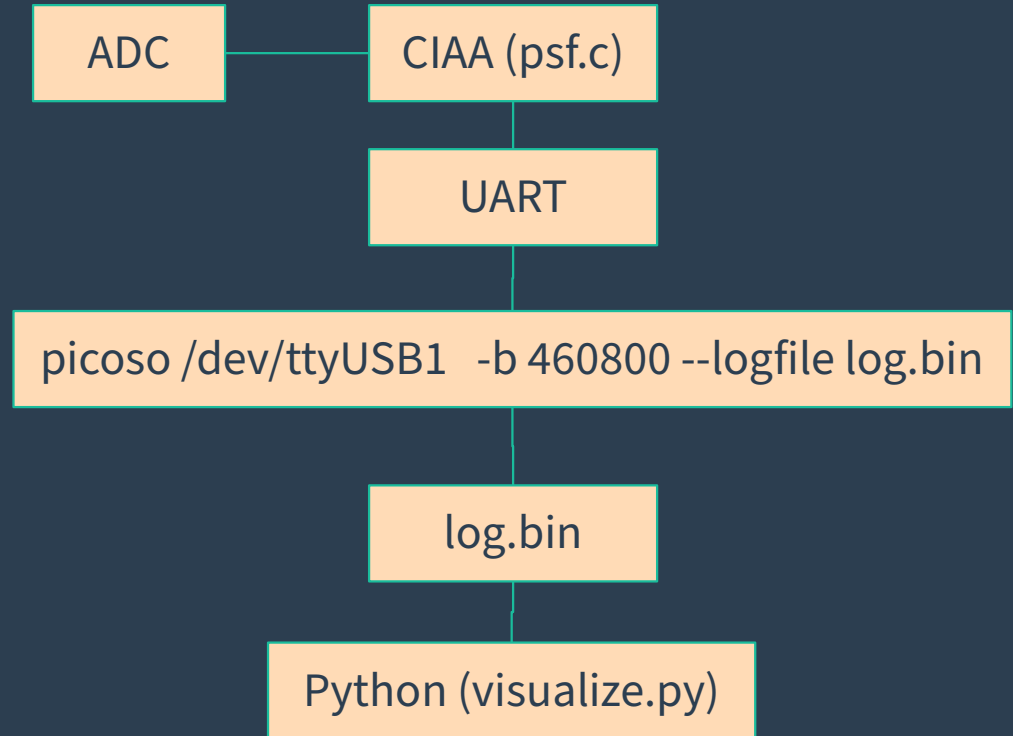 ADC
CIAA (psf.c)
UART
picoso /dev/ttyUSB1 -b 460800 --logfile log.bin
log.bin
Python (visualize.py)